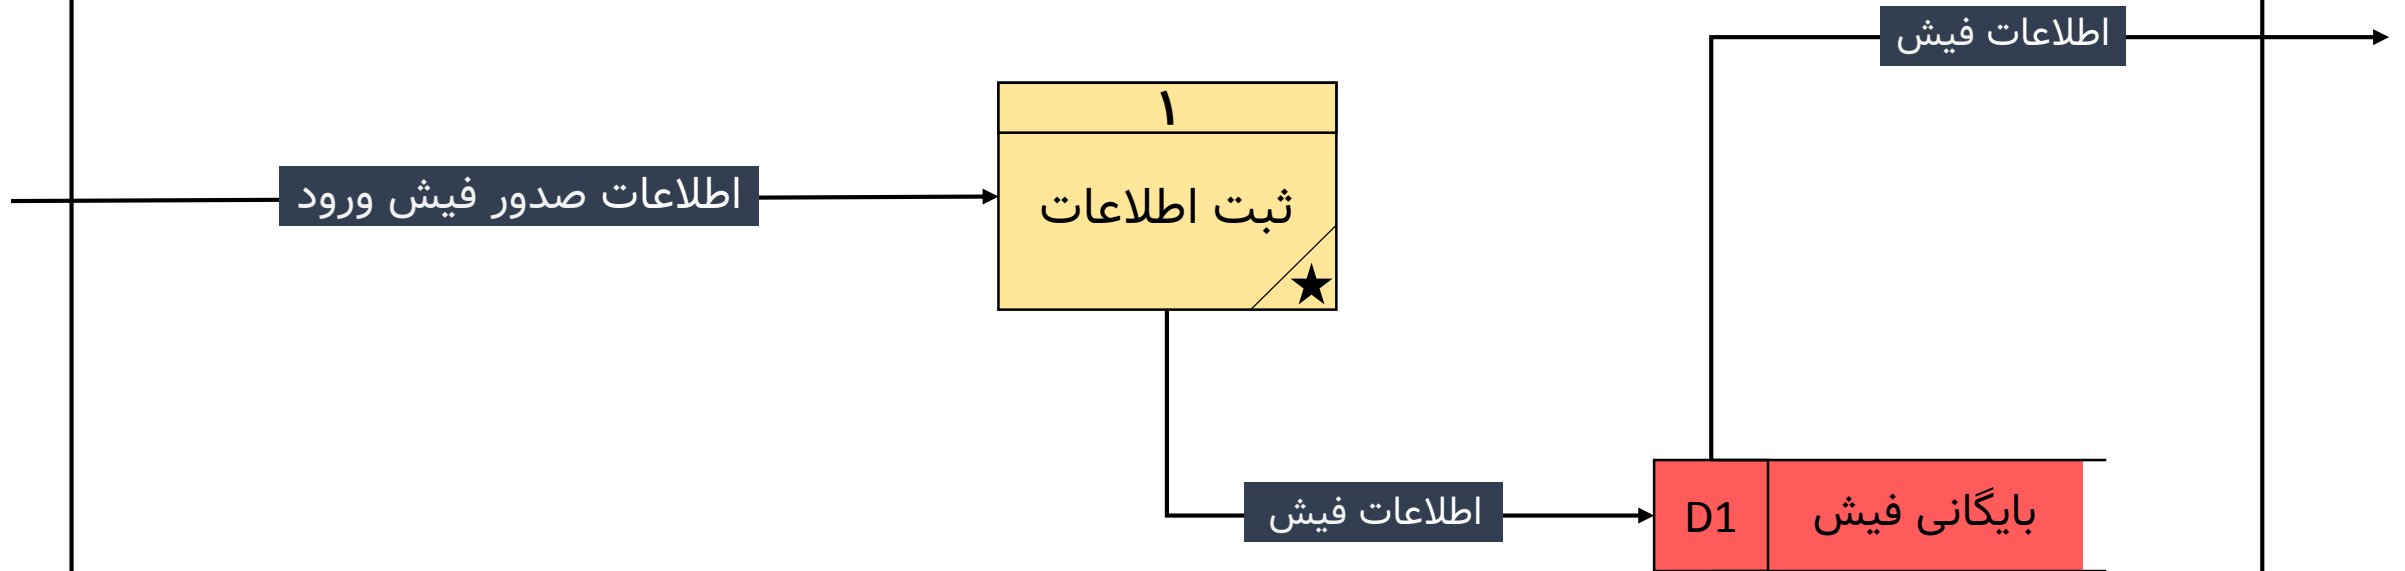 اطلاعات فیش
۱
اطلاعات صدور فیش ورود
ثبت اطلاعات
اطلاعات فیش
D1
بایگانی فیش